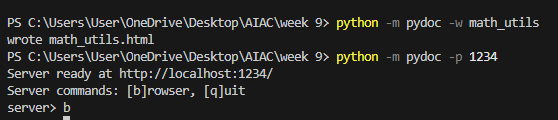 PS C:\Users\User\OneDrive\Desktop\AIAC\week 9> python -m pydoc -w math_utils
wrote math_utils.html
PS C:\Users\User\OneDrive\Desktop\AIAC\week 9> python -m pydoc -p 1234
Server ready at http://localhost:1234/
Server commands: [b]rowser, [q]uit
server> b